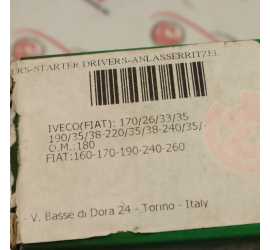 ERS-STARTER DRIVERS-ANLASSERRITZEL
IVECO(FIAT): 170/26/33/35
190/35/38-220/35/38-240/35/-
O.M.:180
FIAT:160-170-190-240-260
- V. Basse di Dora 24 - Torino - Italy